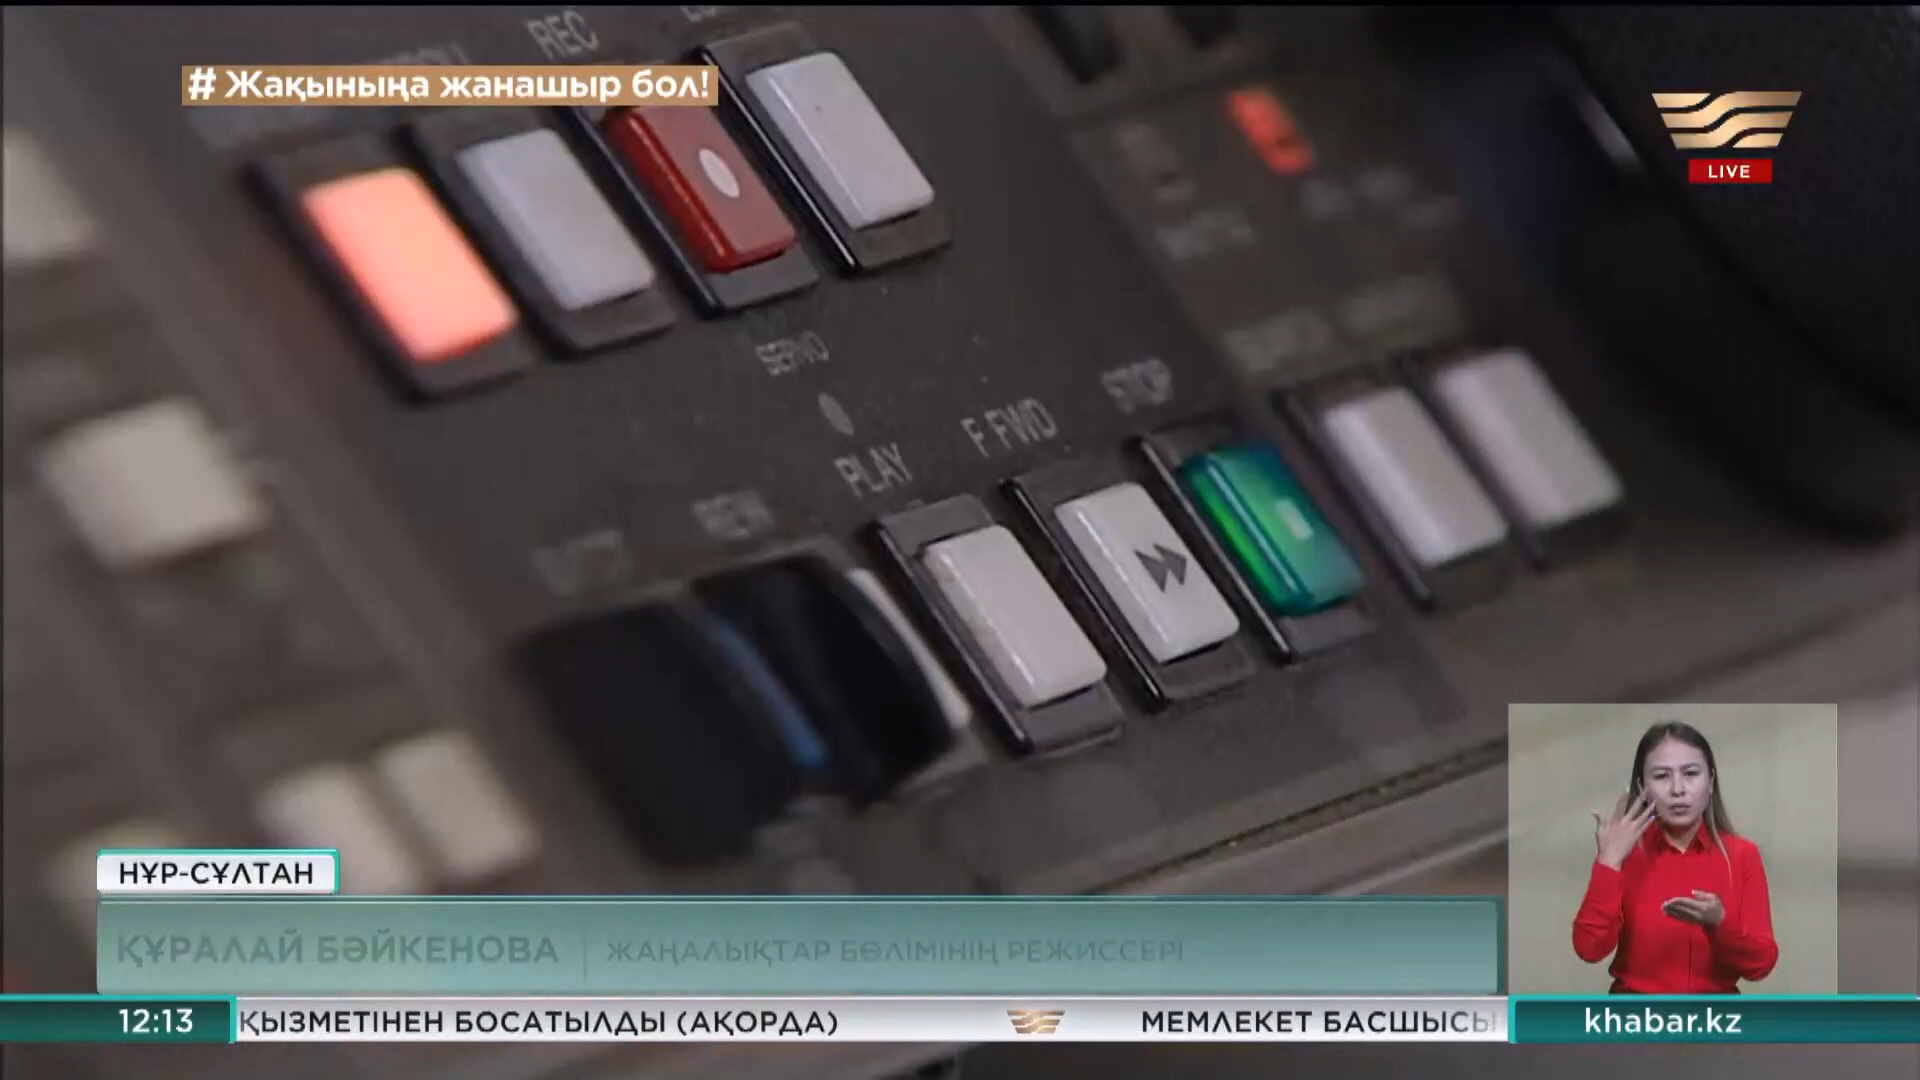 REC
# Жақыныңа жанашыр бол!
LIVE
SERVO
PLAY
F FWD
STOP
REW
НҰР-СҰЛТАН
ҚҰРАЛАЙ БӘЙКЕНОВА
ЖАҢАЛЫҚТАР БӨЛІМІНІҢ РЕЖИССЕРІ
12:13
ҚЫЗМЕТІНЕН БОСАТЫЛДЫ (АҚОРДА)
МЕМЛЕКЕТ БАСШЫСЫ
khabar.kz